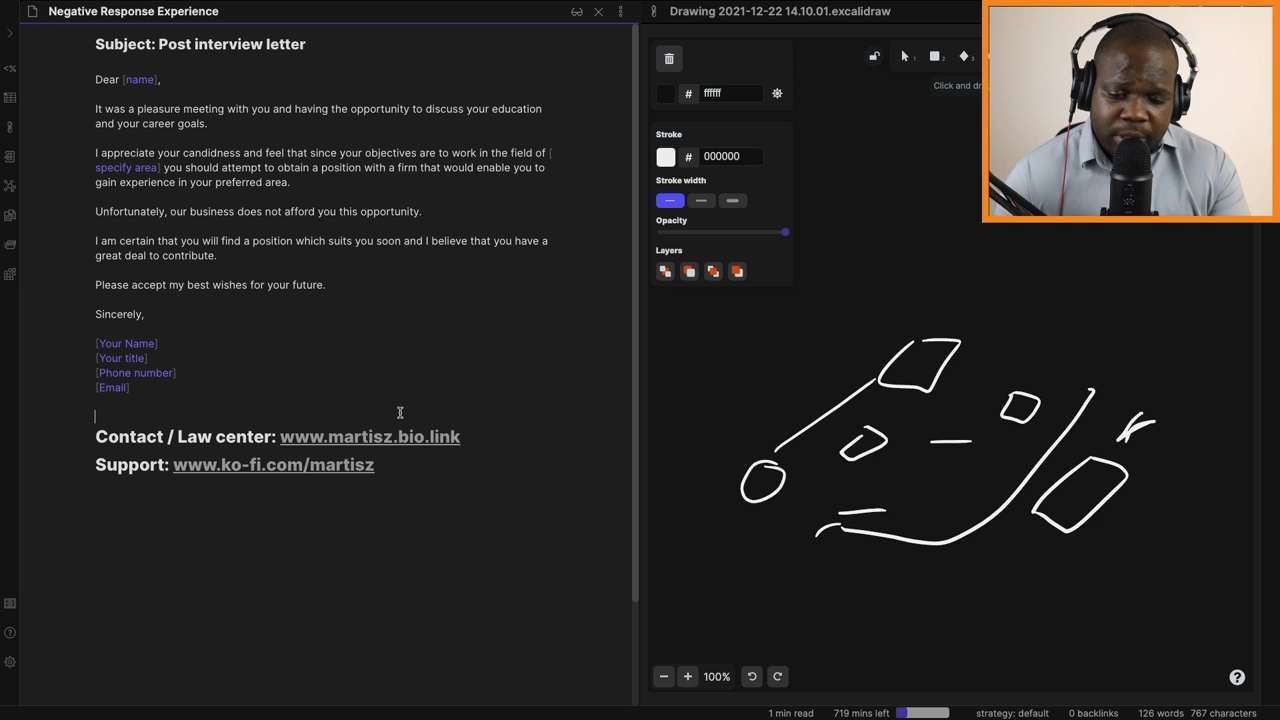 Negative Response Experience
Subject: Post interview letter
Dear [name],
It was a pleasure meeting with you and having the opportunity to discuss your education
and your career goals.
I appreciate your candidness and feel that since your objectives are to work in the field of [
specify area] you should attempt to obtain a position with a firm that would enable you to
gain experience in your preferred area.
Unfortunately, our business does not afford you this opportunity.
I am certain that you will find a position which suits you soon and I believe that you have a
great deal to contribute.
Please accept my best wishes for your future.
Sincerely,
[Your Name]
[Your title]
[Phone number]
[Email]
Contact / Law center: www.martisz.bio.link
Support: www.ko-fi.com/martisz
Drawing 2021-12-22 14.10.01.excalidraw
1
2
3
Click and dr
# ffffff
Stroke
# 000000
Stroke width
Opacity
Layers
100%
1 min read
719 mins left
strategy: default
0 backlinks
126 words
767 characters